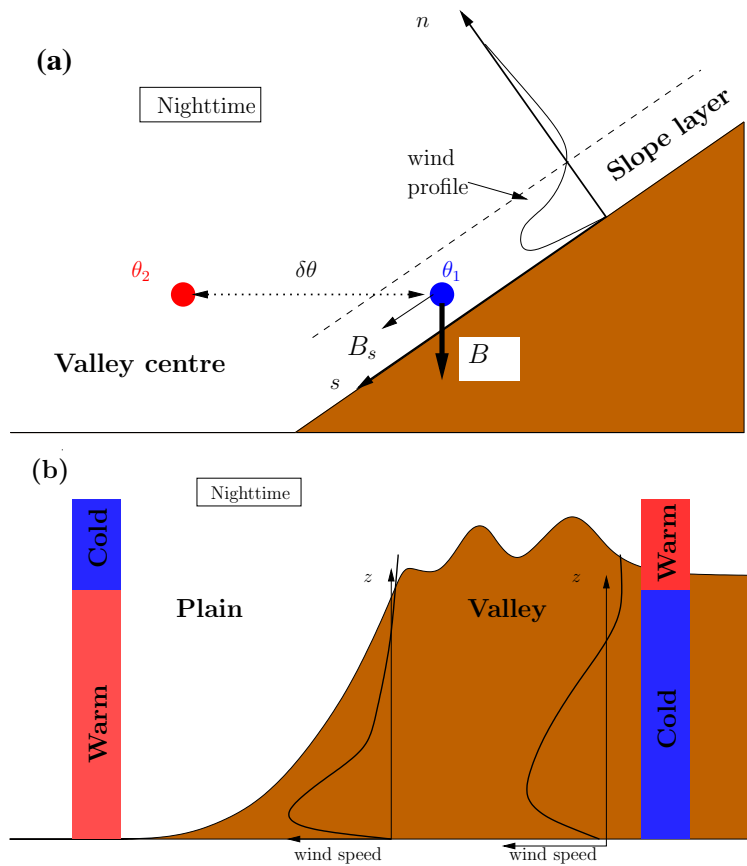 (a)
n
Nighttime
Slope layer
wind
profile
θ₂
δθ
θ₁
Bₛ
B
Valley centre
s
(b)
Nighttime
Cold
Warm
z
z
Plain
Valley
Warm
Cold
wind speed
wind speed